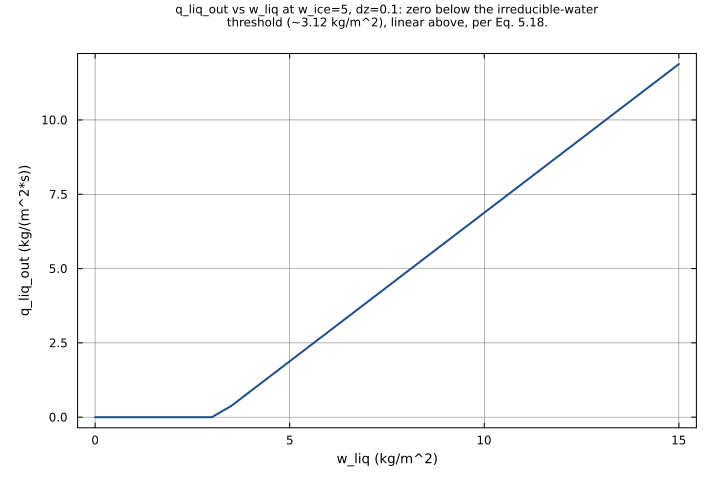 q_liq_out vs w_liq at w_ice=5, dz=0.1: zero below the irreducible-water
threshold (~3.12 kg/m^2), linear above, per Eq. 5.18.
10.0
7.5
5.0
2.5
0.0
q_liq_out (kg/(m^2*s))
0
5
10
15
w_liq (kg/m^2)